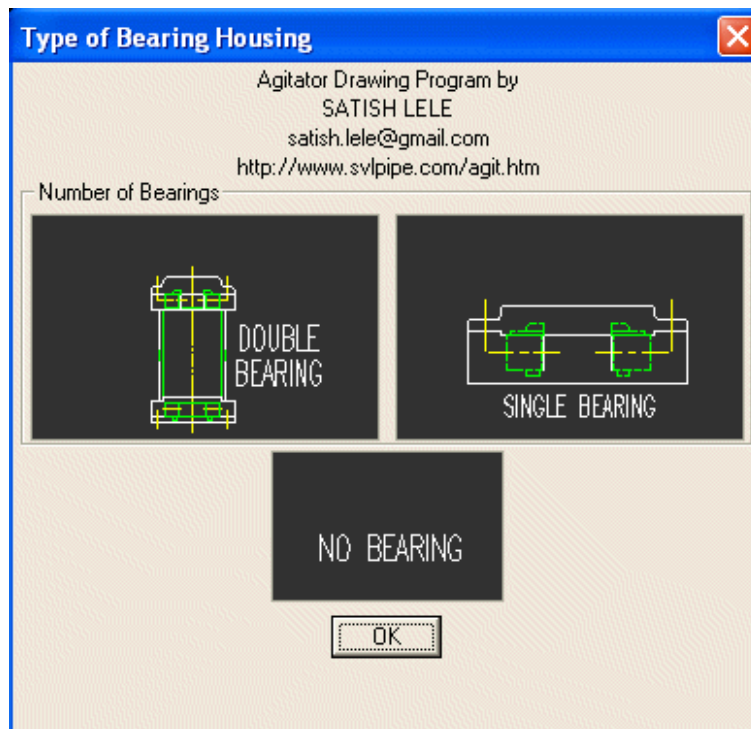 Type of Bearing Housing
Agitator Drawing Program by
SATISH LELE
satish.lele@gmail.com
http://www.svlpipe.com/agit.htm
Number of Bearings
DOUBLE
BEARING
SINGLE BEARING
NO BEARING
OK